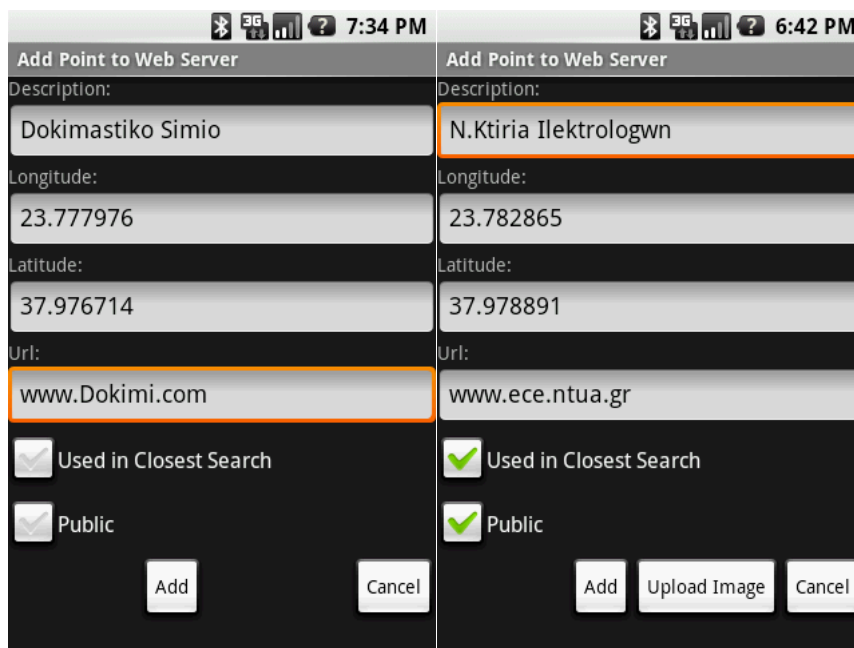 3G 7:34 PM
Add Point to Web Server
Description:
Dokimastiko Simio
Longitude:
23.777976
Latitude:
37.976714
Url:
www.Dokimi.com
Used in Closest Search
Public
Add Cancel
3G 6:42 PM
Add Point to Web Server
Description:
N.Ktiria Ilektrologwn
Longitude:
23.782865
Latitude:
37.978891
Url:
www.ece.ntua.gr
Used in Closest Search
Public
Add Upload Image Cancel